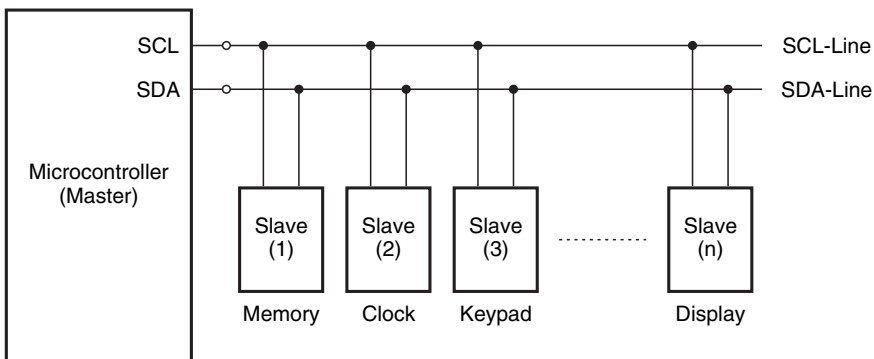 SCL
SCL-Line
SDA
SDA-Line
Microcontroller
(Master)
Slave
(1)
Slave
(2)
Slave
(3)
Slave
(n)
Memory
Clock
Keypad
Display